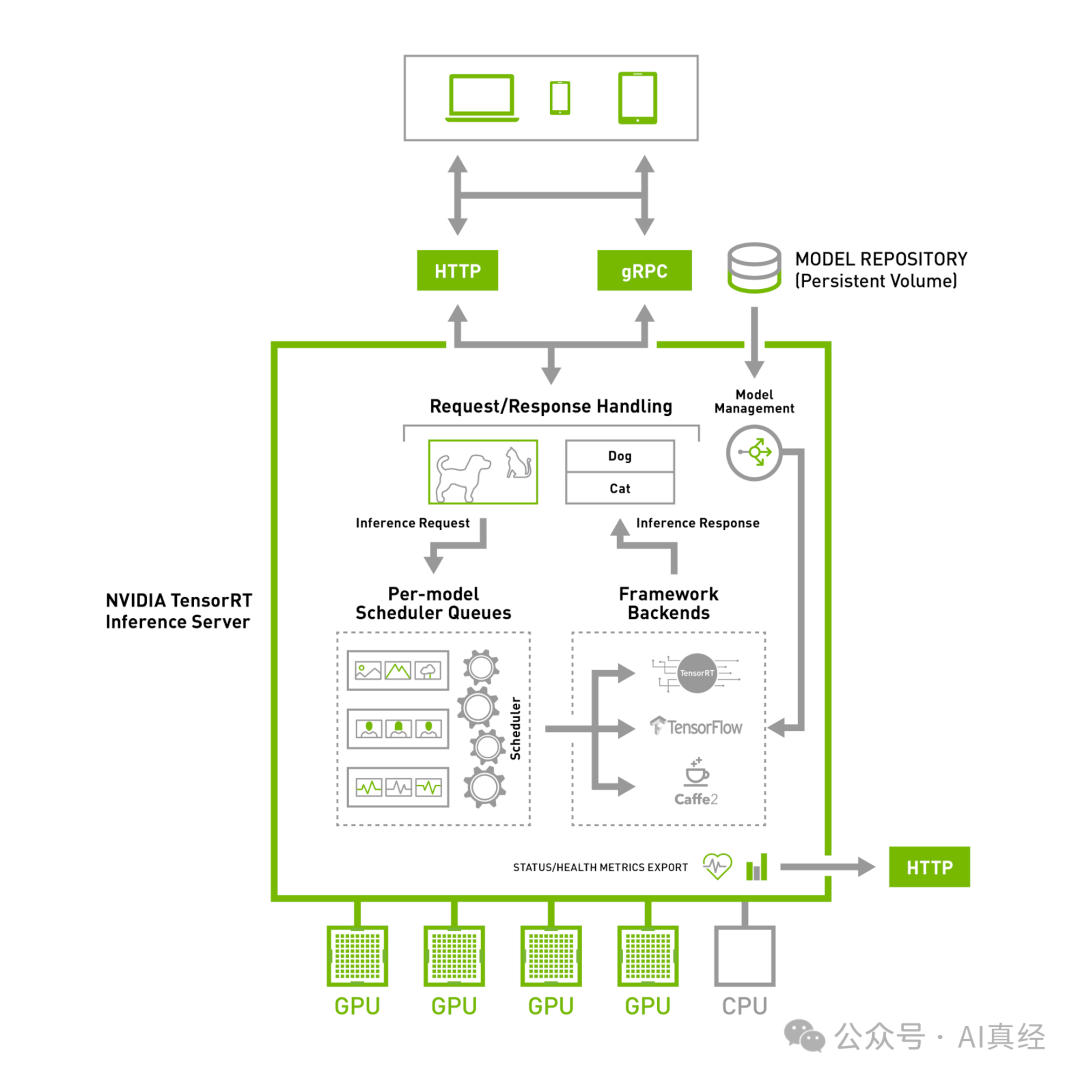 HTTP
gRPC
MODEL REPOSITORY
(Persistent Volume)
Model
Management
Request/Response Handling
Dog
Cat
Inference Request
Inference Response
NVIDIA TensorRT
Inference Server
Per-model
Scheduler Queues
Framework
Backends
Scheduler
TensorRT
TensorFlow
Caffe2
STATUS/HEALTH METRICS EXPORT
HTTP
GPU
GPU
GPU
GPU
CPU
公众号 · AI真经